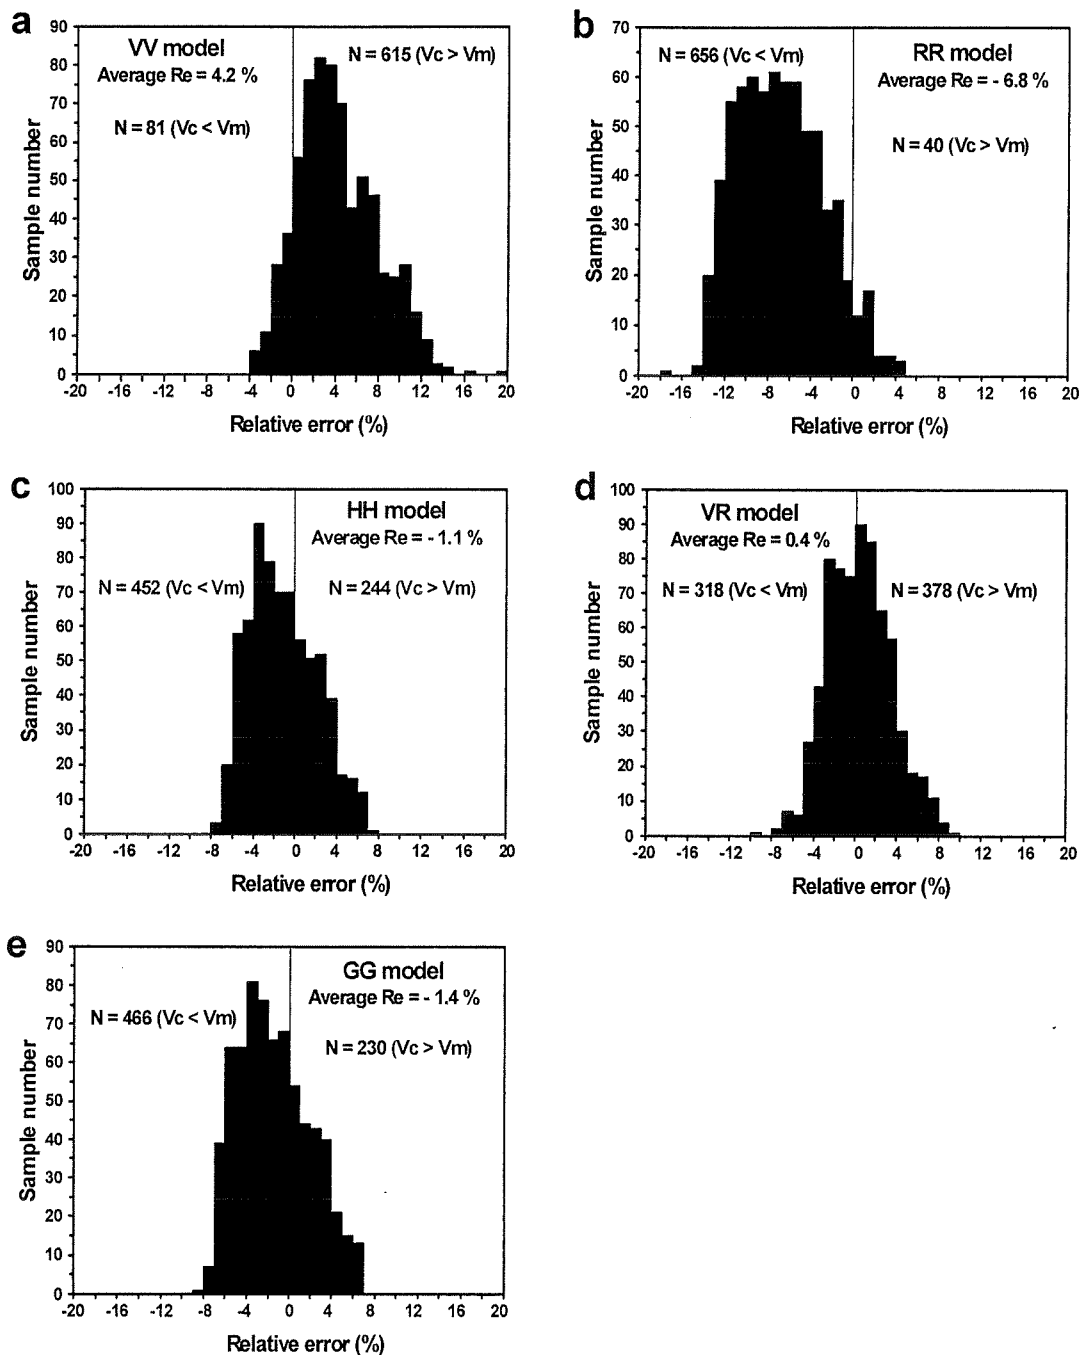 a
VV model
Average Re = 4.2 %
N = 615 (Vc > Vm)
N = 81 (Vc < Vm)
Sample number
90
80
70
60
50
40
30
20
10
0
-20 -16 -12 -8 -4 0 4 8 12 16 20
Relative error (%)
b
RR model
Average Re = - 6.8 %
N = 656 (Vc < Vm)
N = 40 (Vc > Vm)
Sample number
70
60
50
40
30
20
10
0
-20 -16 -12 -8 -4 0 4 8 12 16 20
Relative error (%)
c
HH model
Average Re = - 1.1 %
N = 452 (Vc < Vm)
N = 244 (Vc > Vm)
Sample number
100
90
80
70
60
50
40
30
20
10
0
-20 -16 -12 -8 -4 0 4 8 12 16 20
Relative error (%)
d
VR model
Average Re = 0.4 %
N = 318 (Vc < Vm)
N = 378 (Vc > Vm)
Sample number
100
90
80
70
60
50
40
30
20
10
0
-20 -16 -12 -8 -4 0 4 8 12 16 20
Relative error (%)
e
GG model
Average Re = - 1.4 %
N = 466 (Vc < Vm)
N = 230 (Vc > Vm)
Sample number
90
80
70
60
50
40
30
20
10
0
-20 -16 -12 -8 -4 0 4 8 12 16 20
Relative error (%)